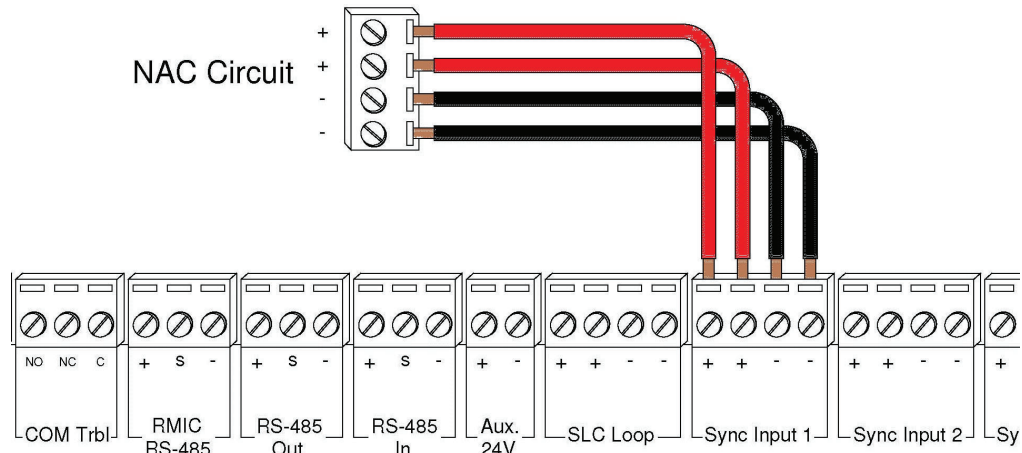 +
NAC Circuit
+
-
-
NO NC C
+ S -
+ S -
+ S -
+ -
+ + - -
+ + - -
+ + - -
+
COM Trbl
RMIC
RS-485
RS-485
Out
RS-485
In
Aux.
24V
SLC Loop
Sync Input 1
Sync Input 2
Sy